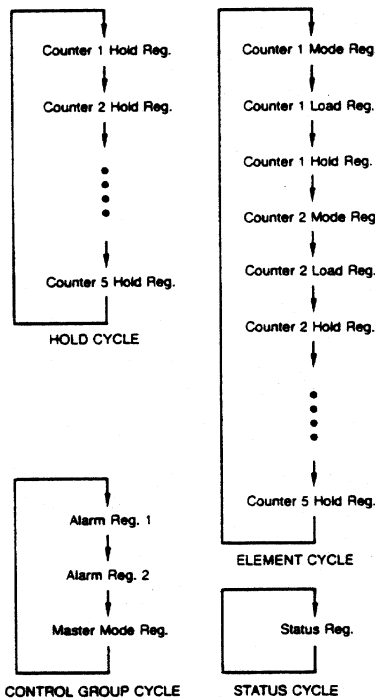 Counter 1 Hold Reg.
Counter 2 Hold Reg.
Counter 5 Hold Reg.
HOLD CYCLE
Counter 1 Mode Reg.
Counter 1 Load Reg.
Counter 1 Hold Reg.
Counter 2 Mode Reg
Counter 2 Load Reg.
Counter 2 Hold Reg.
Counter 5 Hold Reg.
ELEMENT CYCLE
Alarm Reg. 1
Alarm Reg. 2
Master Mode Reg.
CONTROL GROUP CYCLE
Status Reg.
STATUS CYCLE